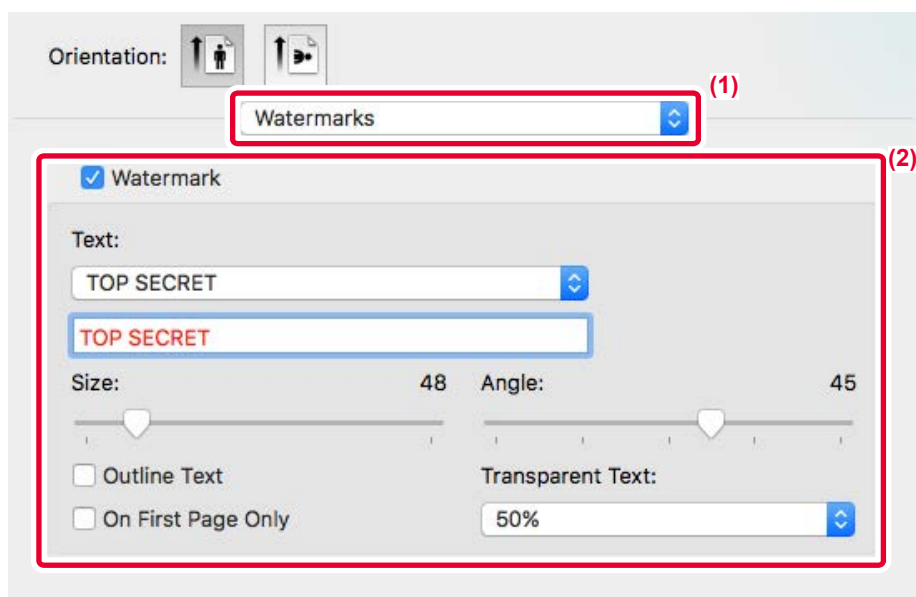 Orientation:
(1)
Watermarks
(2)
Watermark
Text:
TOP SECRET
TOP SECRET
Size: 48 Angle: 45
Outline Text Transparent Text:
On First Page Only 50%